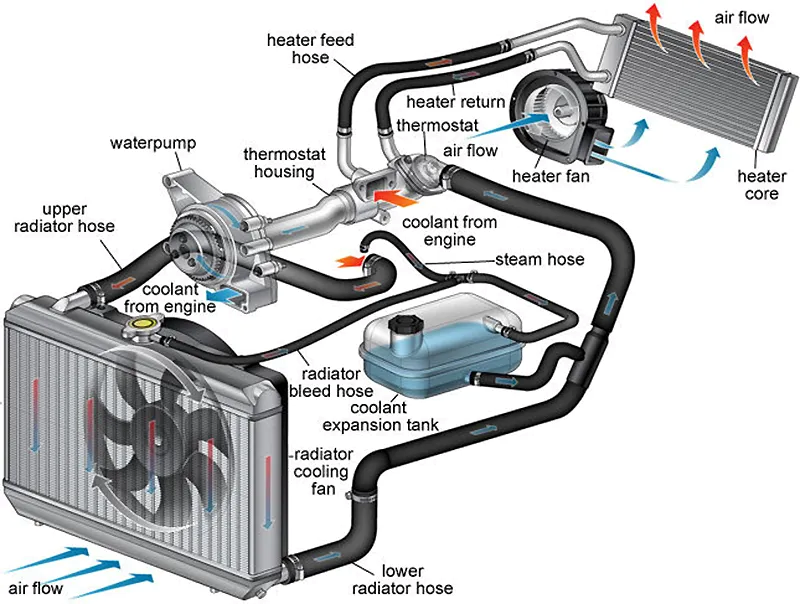 air flow
heater feed
hose
heater return
thermostat
waterpump
thermostat
housing
air flow
heater fan
heater
core
upper
radiator hose
coolant from
engine
steam hose
coolant
from engine
radiator
bleed hose
coolant
expansion tank
radiator
cooling
fan
air flow
lower
radiator hose